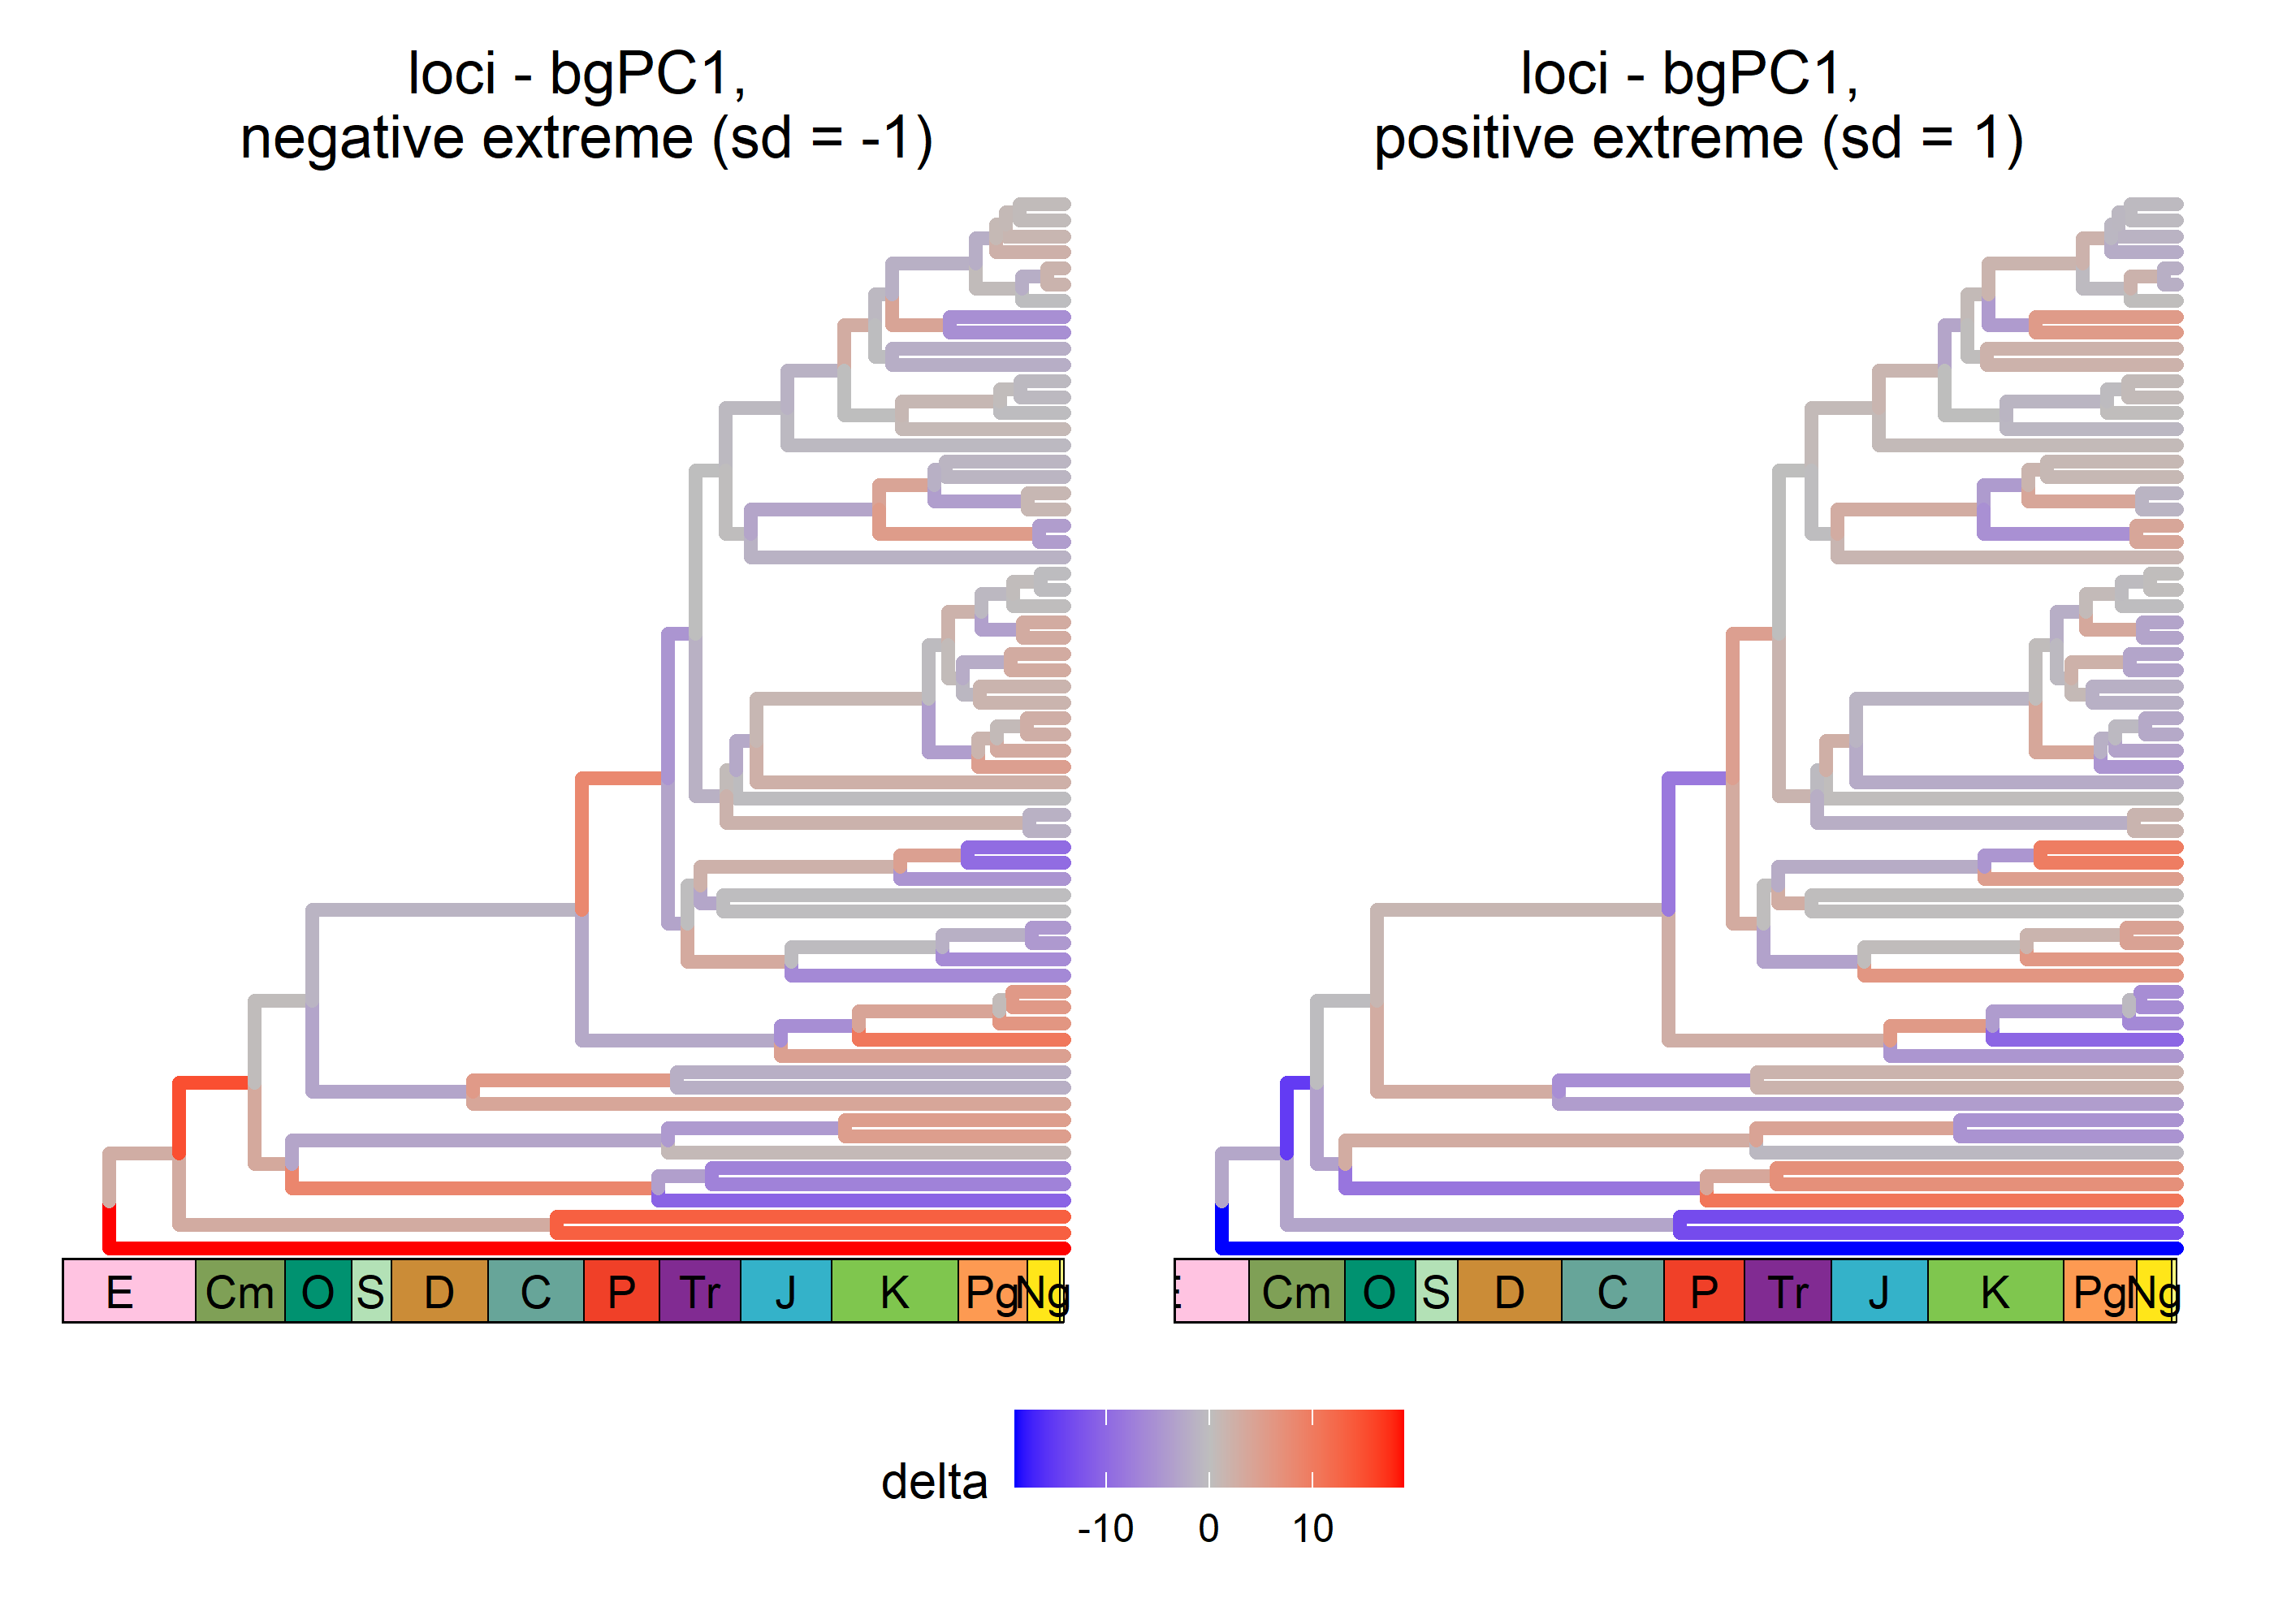 loci - bgPC1,
negative extreme (sd = -1)
loci - bgPC1,
positive extreme (sd = 1)
E Cm O S D C P Tr J K Pg Ng
E Cm O S D C P Tr J K Pg Ng
delta
-10 0 10